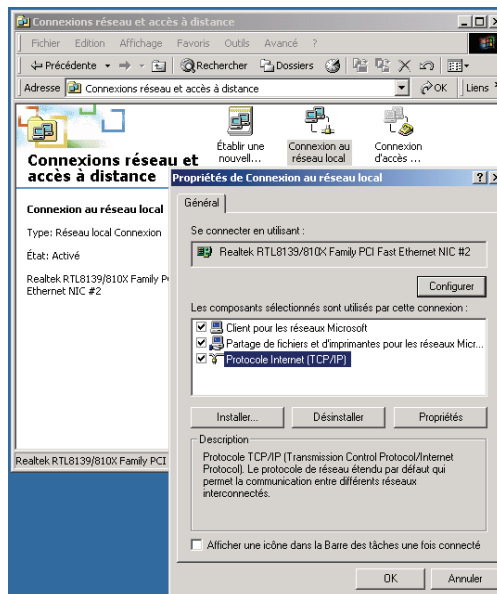 Connexions réseau et accès à distance
Fichier Edition Affichage Favoris Outils Avancé ?
Précédente Rechercher Dossiers
Adresse Connexions réseau et accès à distance OK Liens
Établir une nouvell...
Connexion au réseau local
Connexion d'accès ...
Connexions réseau et
accès à distance
Connexion au réseau local
Type: Réseau local Connexion
État: Activé
Realtek RTL8139/810X Family
Ethernet NIC #2
Realtek RTL8139/810X Family PCI
Propriétés de Connexion au réseau local
Général
Se connecter en utilisant :
Realtek RTL8139/810X Family PCI Fast Ethernet NIC #2
Configurer
Les composants sélectionnés sont utilisés par cette connexion :
Client pour les réseaux Microsoft
Partage de fichiers et d'imprimantes pour les réseaux Micr...
Protocole Internet (TCP/IP)
Installer... Désinstaller Propriétés
Description
Protocole TCP/IP (Transmission Control Protocol/Internet
Protocol). Le protocole de réseau étendu par défaut qui
permet la communication entre différents réseaux
interconnectés.
Afficher une icône dans la Barre des tâches une fois connecté
OK Annuler